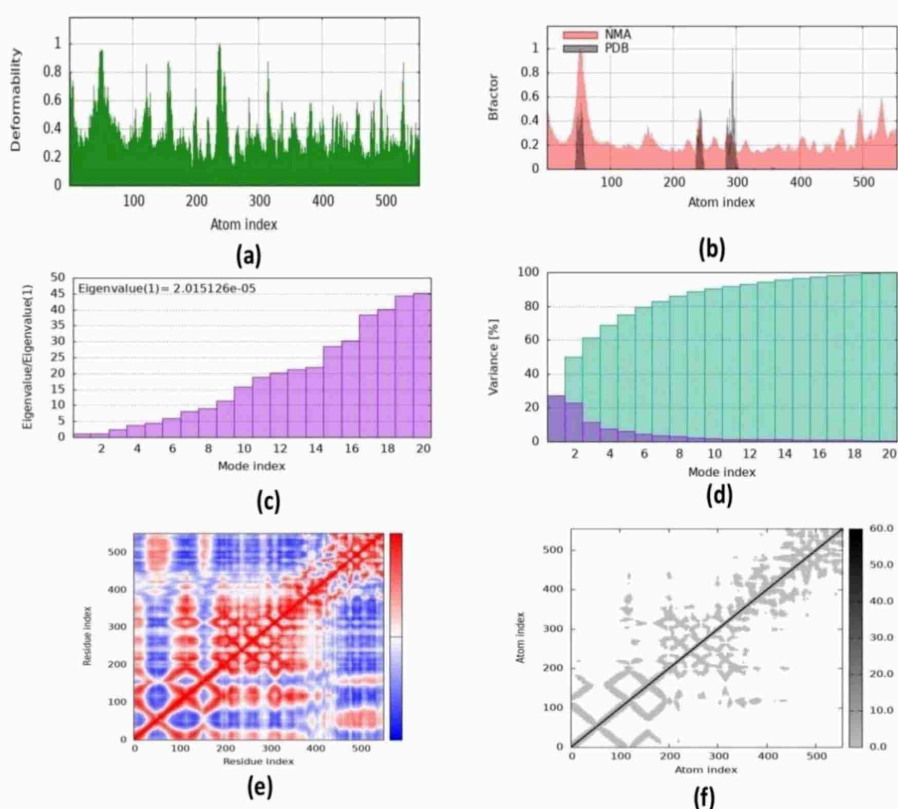 Deformability
1
0.8
0.6
0.4
0.2
0
100 200 300 400 500
Atom index
(a)
Bfactor
NMA
PDB
1
0.8
0.6
0.4
0.2
0
100 200 300 400 500
Atom index
(b)
Eigenvalue/Eigenvalue(1)
Eigenvalue(1)= 2.015126e-05
50
45
40
35
30
25
20
15
10
5
0
2 4 6 8 10 12 14 16 18 20
Mode index
(c)
Variance [%]
100
80
60
40
20
0
2 4 6 8 10 12 14 16 18 20
Mode index
(d)
Residue index
500
400
300
200
100
0
0 100 200 300 400 500
Residue index
(e)
Atom index
500
400
300
200
100
0
0 100 200 300 400 500
Atom index
60.0
50.0
40.0
30.0
20.0
10.0
0.0
(f)